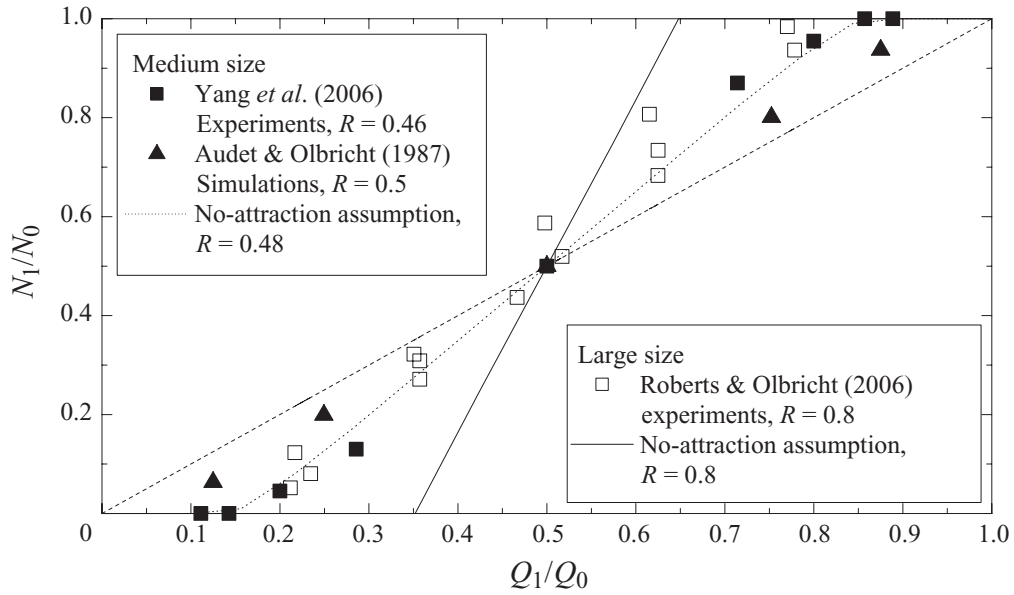 1.0
0.8
0.6
0.4
0.2
N1/N0
Medium size
Yang et al. (2006)
Experiments, R = 0.46
Audet & Olbricht (1987)
Simulations, R = 0.5
No-attraction assumption,
R = 0.48
Large size
Roberts & Olbricht (2006)
experiments, R = 0.8
No-attraction assumption,
R = 0.8
0 0.1 0.2 0.3 0.4 0.5 0.6 0.7 0.8 0.9 1.0
Q1/Q0